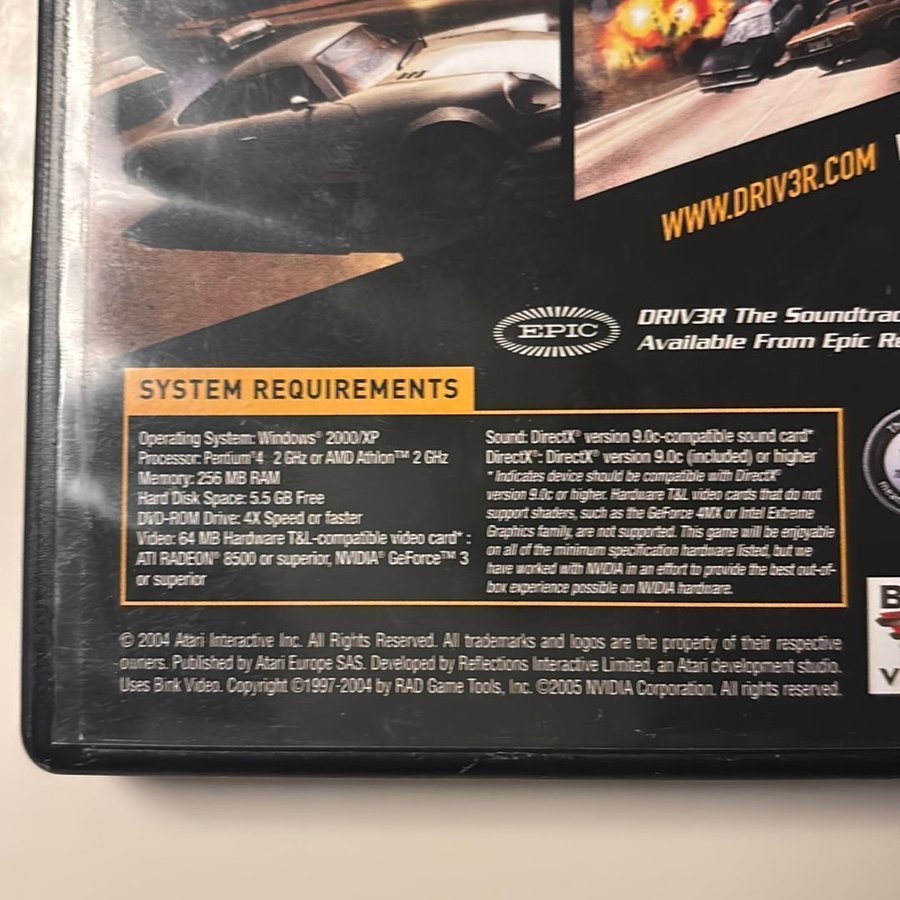 WWW.DRIV3R.COM
EPIC
DRIV3R The
Available From Epic
SYSTEM REQUIREMENTS
Operating System: Windows® 2000/XP
Processor: Pentium®4 2 GHz or AMD Athlon™ 2 GHz
Memory: 256 MB RAM
Hard Disk Space: 5.5 GB Free
DVD-ROM Drive: 4X Speed or faster
Video: 64 MB Hardware T&L-compatible video card* :
ATI RADEON® 8500 or superior, NVIDIA® GeForce™ 3
or superior
Sound: DirectX® version 9.0c-compatible sound card*
DirectX®: DirectX® version 9.0c (included) or higher
* Indicates device should be compatible with DirectX®
version 9.0c or higher. Hardware T&L video cards that do not
support shaders, such as the GeForce 4MX or Intel Extreme
Graphics family, are not supported. This game will be enjoyable
on all of the minimum specification hardware listed, but we
have worked with NVIDIA in an effort to provide the best out-of-
box experience possible on NVIDIA hardware.
© 2004 Atari Interactive Inc. All Rights Reserved. All trademarks and logos are the property of their respective
owners. Published by Atari Europe SAS. Developed by Reflections Interactive Limited, an Atari development studio.
Uses Bink Video. Copyright ©1997-2004 by RAD Game Tools, Inc. ©2005 NVIDIA Corporation. All rights reserved.